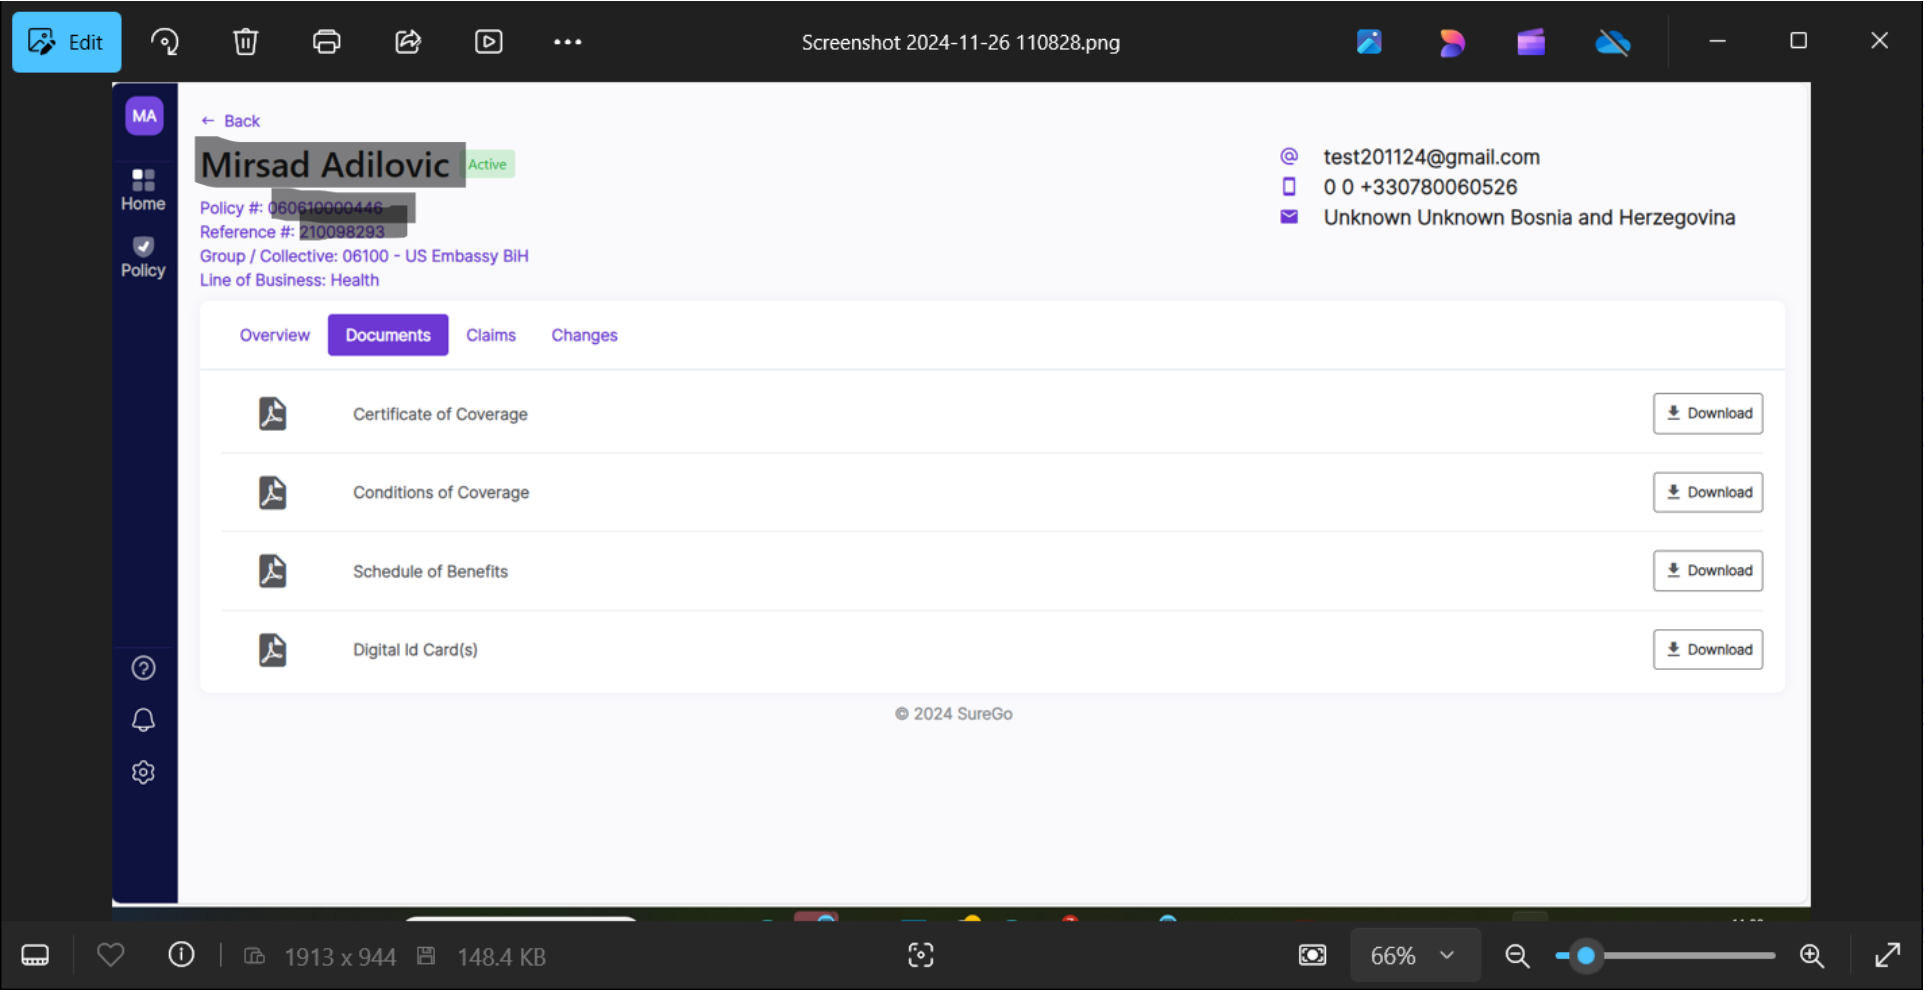 Edit
Screenshot 2024-11-26 110828.png
MA
← Back
Mirsad Adilovic Active
Policy #: 060610000446
Reference #: 210098293
Group / Collective: 06100 - US Embassy BiH
Line of Business: Health
test201124@gmail.com
0 0 +330780060526
Unknown Unknown Bosnia and Herzegovina
Home
Policy
Overview Documents Claims Changes
Certificate of Coverage Download
Conditions of Coverage Download
Schedule of Benefits Download
Digital Id Card(s) Download
© 2024 SureGo
1913 x 944 148.4 KB 66%